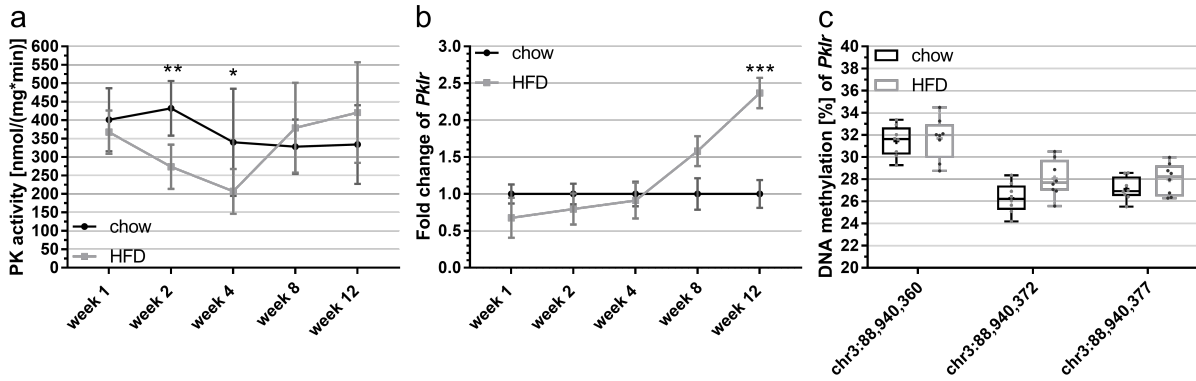 a
PK activity [nmol/(mg*min)]
600
550
500
450
400
350
300
250
200
150
100
50
0
** *
chow
HFD
week 1 week 2 week 4 week 8 week 12
b
Fold change of Pklr
3.0
2.5
2.0
1.5
1.0
0.5
0.0
chow
HFD
***
week 1 week 2 week 4 week 8 week 12
c
DNA methylation [%] of Pklr
40
38
36
34
32
30
28
26
24
22
20
chow
HFD
chr3:88,940,360 chr3:88,940,372 chr3:88,940,377